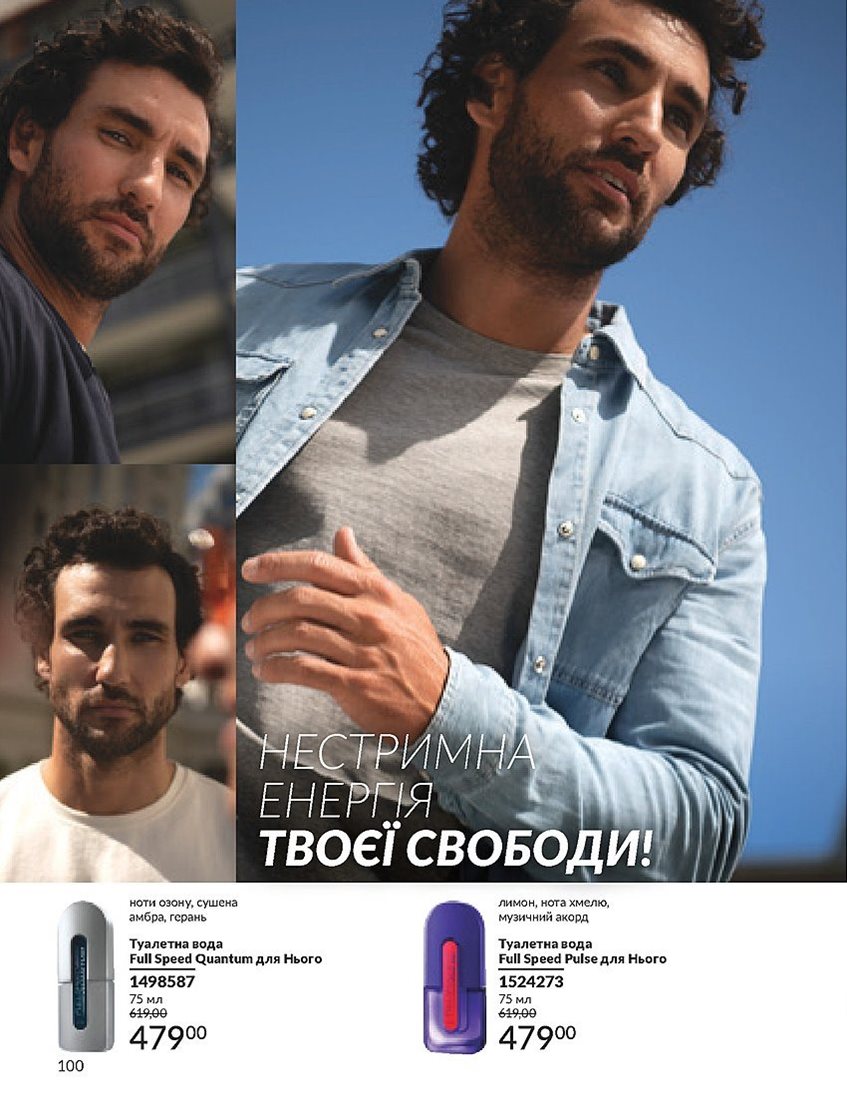 НЕСТРИМНА
ЕНЕРГІЯ
ТВОЄЇ СВОБОДИ!
ноти озону, сушена
амбра, герань
Туалетна вода
Full Speed Quantum для Нього
1498587
75 мл
619,00
47900
лимон, нота хмелю,
музичний акорд
Туалетна вода
Full Speed Pulse для Нього
1524273
75 мл
619,00
47900
100